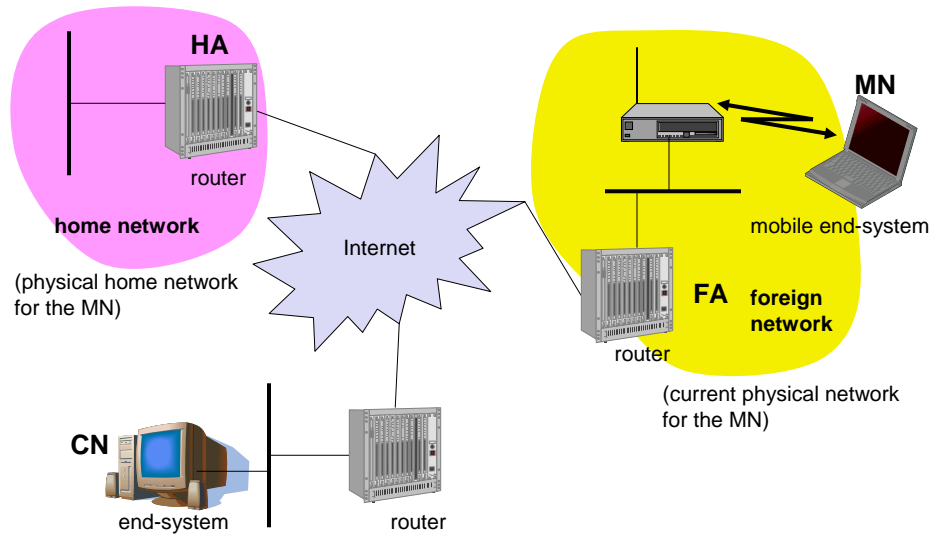 HA
router
home network
(physical home network
for the MN)
Internet
MN
mobile end-system
FA
foreign
network
router
(current physical network
for the MN)
CN
end-system
router